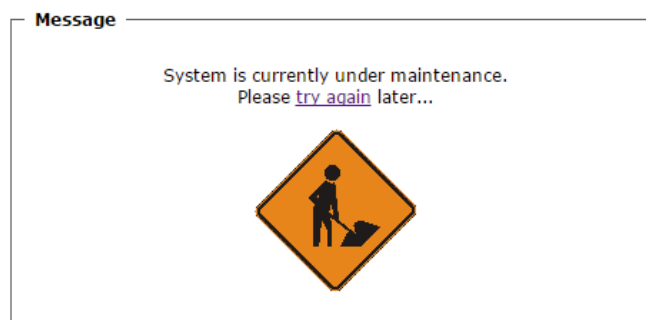 Message
System is currently under maintenance.
Please try again later...